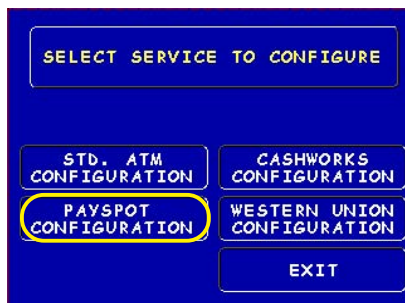 SELECT SERVICE TO CONFIGURE
STD. ATM
CONFIGURATION
CASHWORKS
CONFIGURATION
PAYSPOT
CONFIGURATION
WESTERN UNION
CONFIGURATION
EXIT